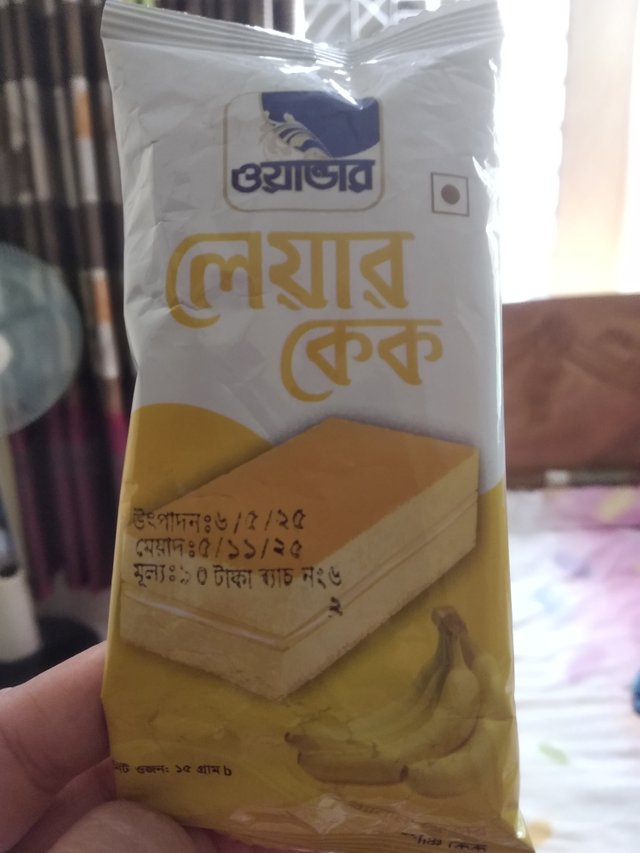 ওয়ান্ডার
লেয়ার
কেক
উৎপাদনঃ৬/৫/২৫
মেয়াদঃ৫/১১/২৫
মূল্যঃ১০ টাকা ব্যাচ নং৬
২
ওজন: ১৫ গ্রাম b
কেক